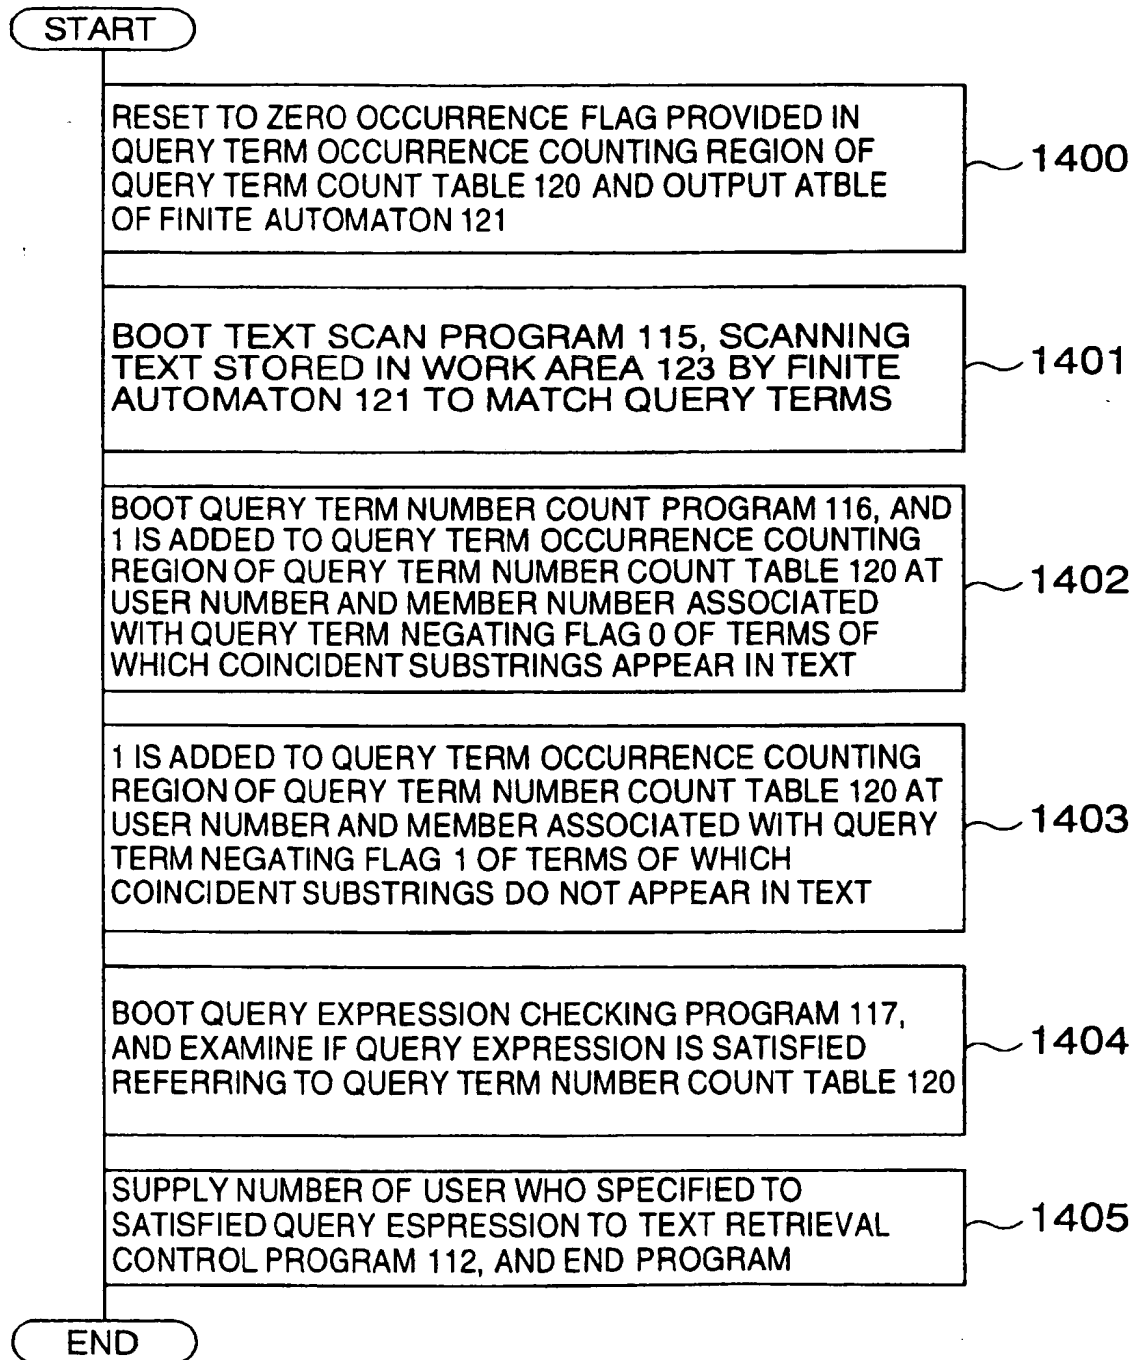 START
RESET TO ZERO OCCURRENCE FLAG PROVIDED IN
QUERY TERM OCCURRENCE COUNTING REGION OF
QUERY TERM COUNT TABLE 120 AND OUTPUT ATBLE
OF FINITE AUTOMATON 121
1400
BOOT TEXT SCAN PROGRAM 115, SCANNING
TEXT STORED IN WORK AREA 123 BY FINITE
AUTOMATON 121 TO MATCH QUERY TERMS
1401
BOOT QUERY TERM NUMBER COUNT PROGRAM 116, AND
1 IS ADDED TO QUERY TERM OCCURRENCE COUNTING
REGION OF QUERY TERM NUMBER COUNT TABLE 120 AT
USER NUMBER AND MEMBER NUMBER ASSOCIATED
WITH QUERY TERM NEGATING FLAG 0 OF TERMS OF
WHICH COINCIDENT SUBSTRINGS APPEAR IN TEXT
1402
1 IS ADDED TO QUERY TERM OCCURRENCE COUNTING
REGION OF QUERY TERM NUMBER COUNT TABLE 120 AT
USER NUMBER AND MEMBER ASSOCIATED WITH QUERY
TERM NEGATING FLAG 1 OF TERMS OF WHICH
COINCIDENT SUBSTRINGS DO NOT APPEAR IN TEXT
1403
BOOT QUERY EXPRESSION CHECKING PROGRAM 117,
AND EXAMINE IF QUERY EXPRESSION IS SATISFIED
REFERRING TO QUERY TERM NUMBER COUNT TABLE 120
1404
SUPPLY NUMBER OF USER WHO SPECIFIED TO
SATISFIED QUERY ESPRESSION TO TEXT RETRIEVAL
CONTROL PROGRAM 112, AND END PROGRAM
1405
END